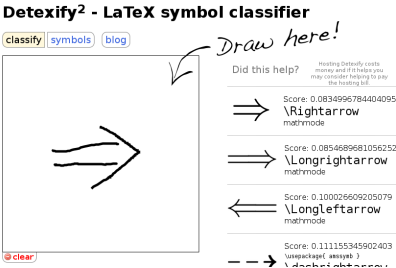 Detexify² - LaTeX symbol classifier
classify symbols blog
Draw here!
Did this help?
Hosting Detexify costs
money and if it helps you
may consider helping to pay
the hosting bill.
Score: 0.0834996784404095
\Rightarrow
mathmode
Score: 0.0854689681056252
\Longrightarrow
mathmode
Score: 0.100026609205079
\Longleftarrow
mathmode
Score: 0.111155345902403
\usepackage{ amssymb }
\dashrightarrow
clear